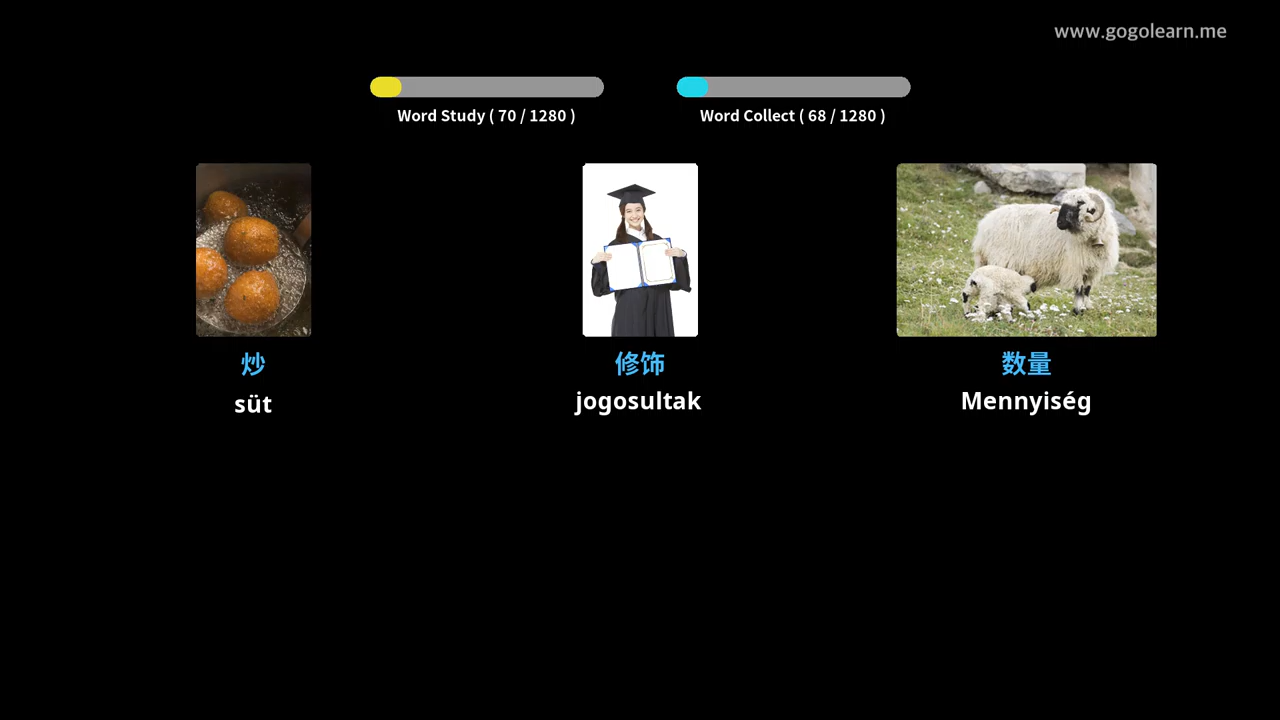 www.gogolearn.me
Word Study ( 70 / 1280 )
Word Collect ( 68 / 1280 )
炒
修饰
数量
süt
jogosultak
Mennyiség